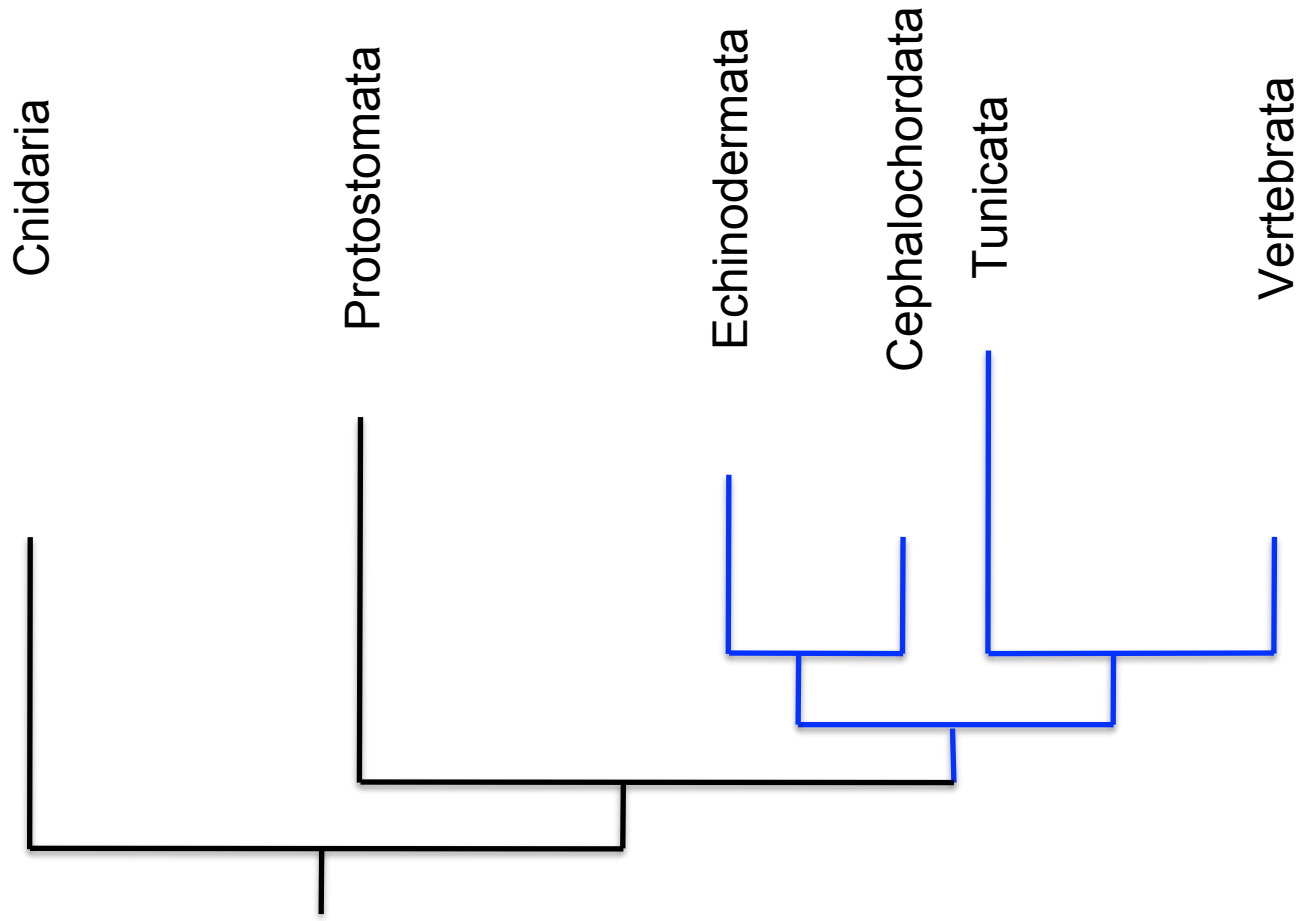 Cnidaria
Protostomata
Echinodermata
Cephalochordata
Tunicata
Vertebrata